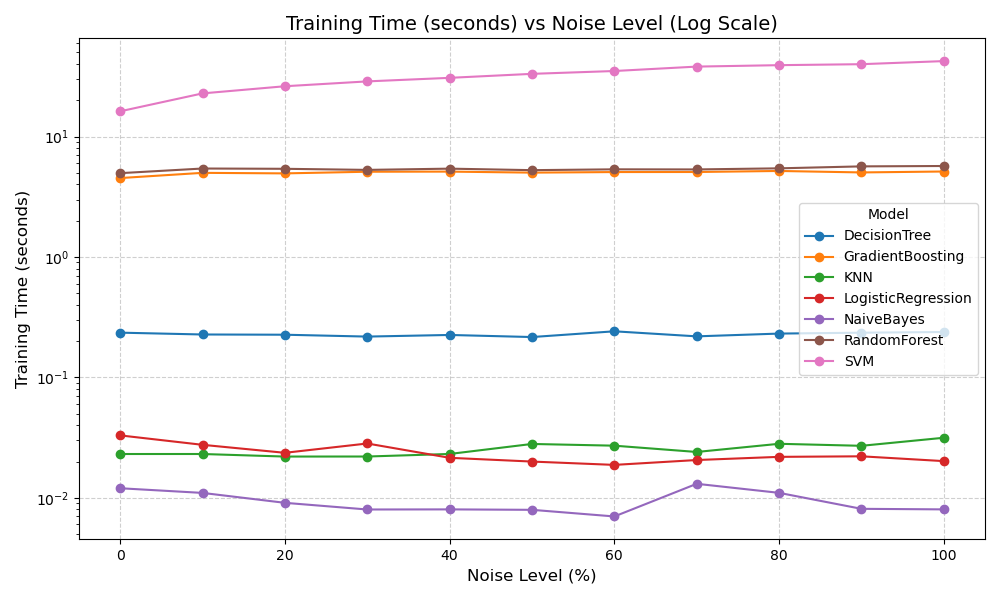 Training Time (seconds) vs Noise Level (Log Scale)
Training Time (seconds)
10¹
10⁰
10⁻¹
10⁻²
Model
DecisionTree
GradientBoosting
KNN
LogisticRegression
NaiveBayes
RandomForest
SVM
0 20 40 60 80 100
Noise Level (%)